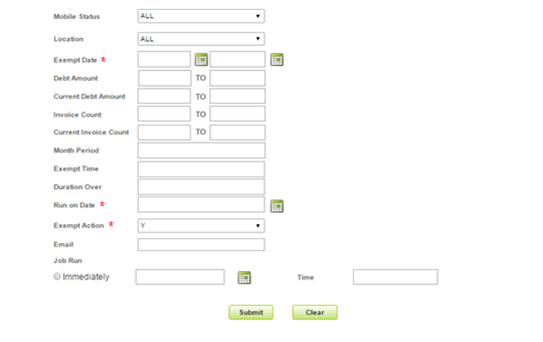 Mobile Status ALL
Location ALL
Exempt Date *
Debt Amount TO
Current Debt Amount TO
Invoice Count TO
Current Invoice Count TO
Month Period
Exempt Time
Duration Over
Run on Date *
Exempt Action * Y
Email
Job Run
Immediately Time
Submit Clear